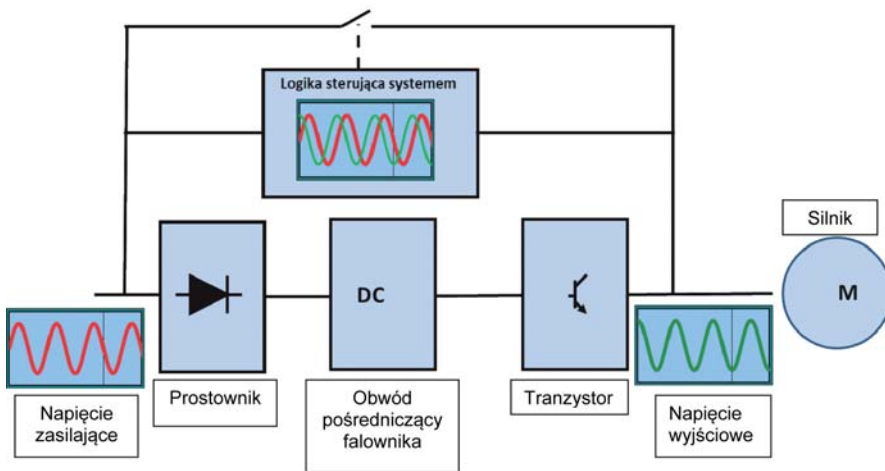 Logika sterująca systemem
Silnik
DC
M
Prostownik
Tranzystor
Napięcie
zasilające
Obwód
pośredniczący
falownika
Napięcie
wyjściowe